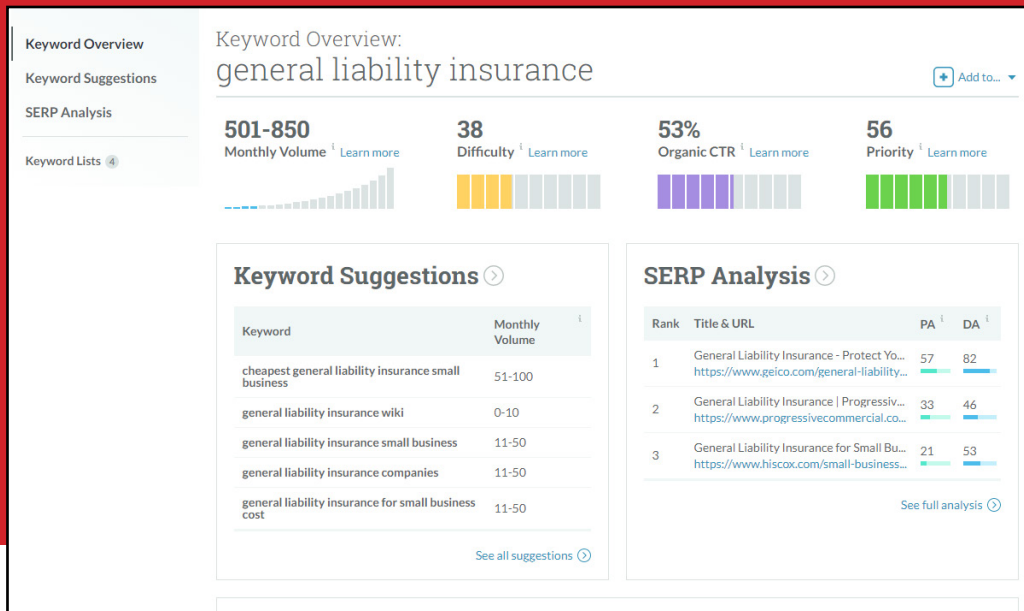 Keyword Overview
Keyword Suggestions
SERP Analysis
Keyword Lists 4
Keyword Overview:
general liability insurance
Add to...
501-850
Monthly Volume i Learn more
38
Difficulty i Learn more
53%
Organic CTR i Learn more
56
Priority i Learn more
Keyword Suggestions
Keyword Monthly Volume i
cheapest general liability insurance small
business
51-100
general liability insurance wiki 0-10
general liability insurance small business 11-50
general liability insurance companies 11-50
general liability insurance for small business
cost
11-50
See all suggestions
SERP Analysis
Rank Title & URL PA i DA i
1 General Liability Insurance - Protect Yo... 57 82
https://www.geico.com/general-liability...
2 General Liability Insurance | Progressiv... 33 46
https://www.progressivecommercial.co...
3 General Liability Insurance for Small Bu... 21 53
https://www.hiscox.com/small-business...
See full analysis